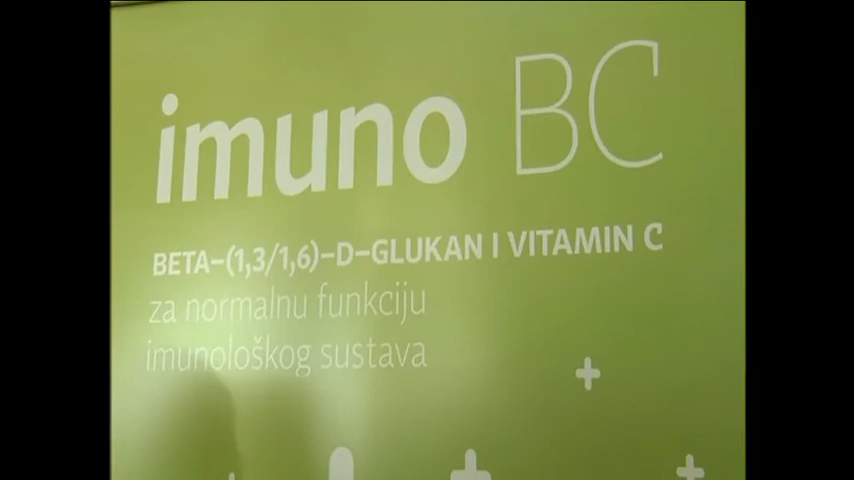 imuno BC
BETA–(1,3/1,6)–D–GLUKAN I VITAMIN C
za normalnu funkciju
imunološkog sustava